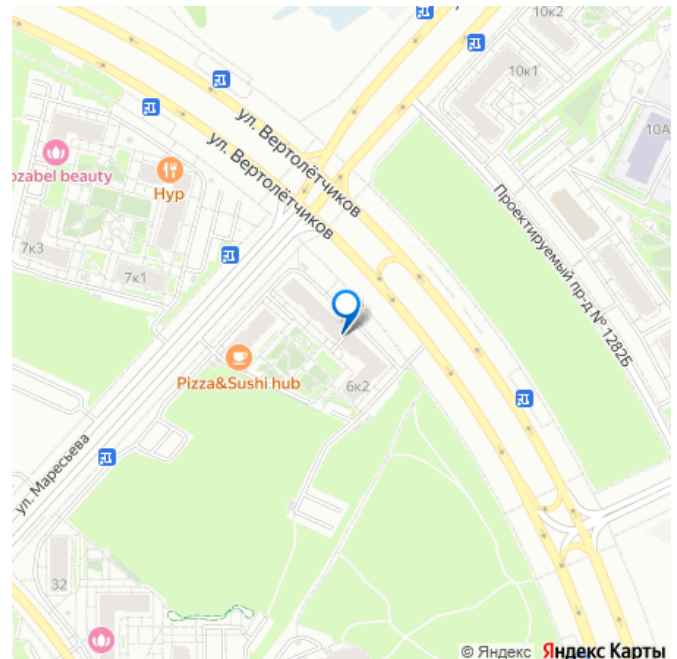 10к2
10к1
10А
ул. Вертолётчиков
ул. Вертолётчиков
ozabel beauty
Нур
Проектируемый пр-д № 1282Б
7к3
7к1
Pizza&Sushi hub
6к2
ул. Маресьева
32
© Яндекс Яндекс Карты